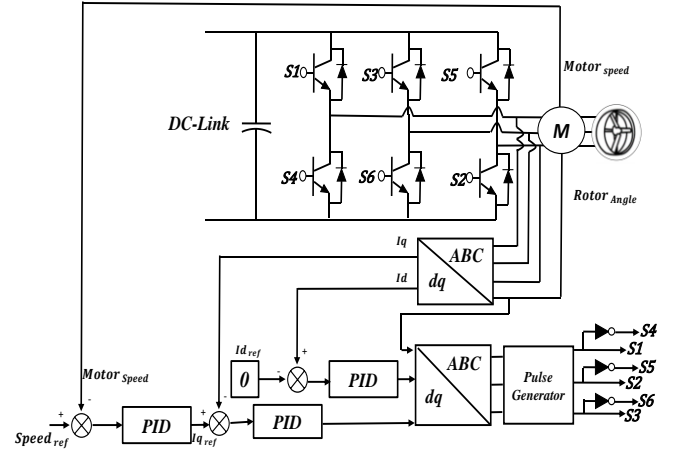 S1
S3
S5
Motor speed
DC-Link
M
S4
S6
S2
Rotor Angle
Iq
ABC
Id
dq
Id ref
+
S4
S1
0
-
PID
ABC
dq
Pulse
Generator
S5
S2
Motor Speed
-
-
S6
S3
+
PID
+
PID
Speed ref
Iq ref